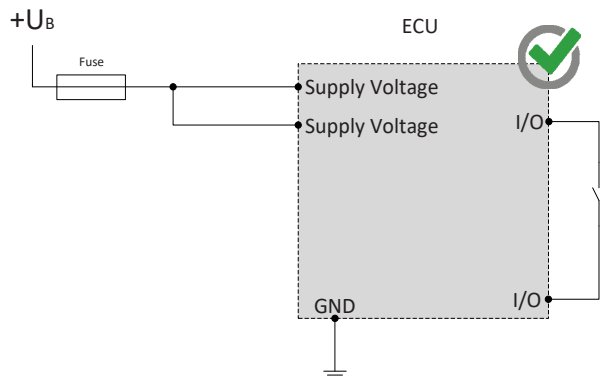 +UB
ECU
Fuse
Supply Voltage
Supply Voltage
I/O
I/O
GND